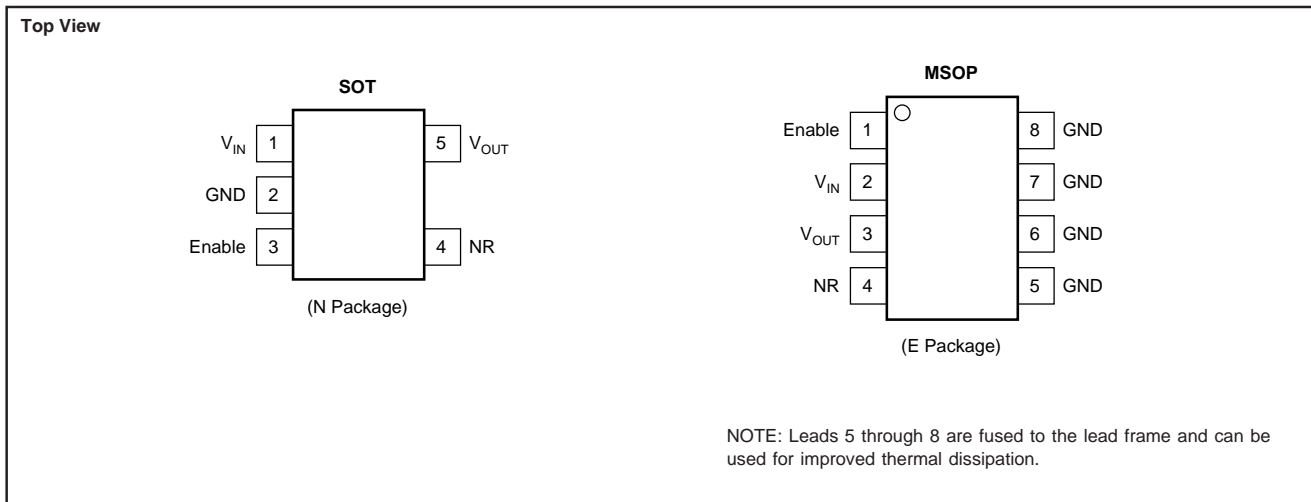 Top View
SOT
V_IN 1 5 V_OUT
GND 2
Enable 3 4 NR
(N Package)
MSOP
Enable 1 8 GND
V_IN 2 7 GND
V_OUT 3 6 GND
NR 4 5 GND
(E Package)
NOTE: Leads 5 through 8 are fused to the lead frame and can be
used for improved thermal dissipation.